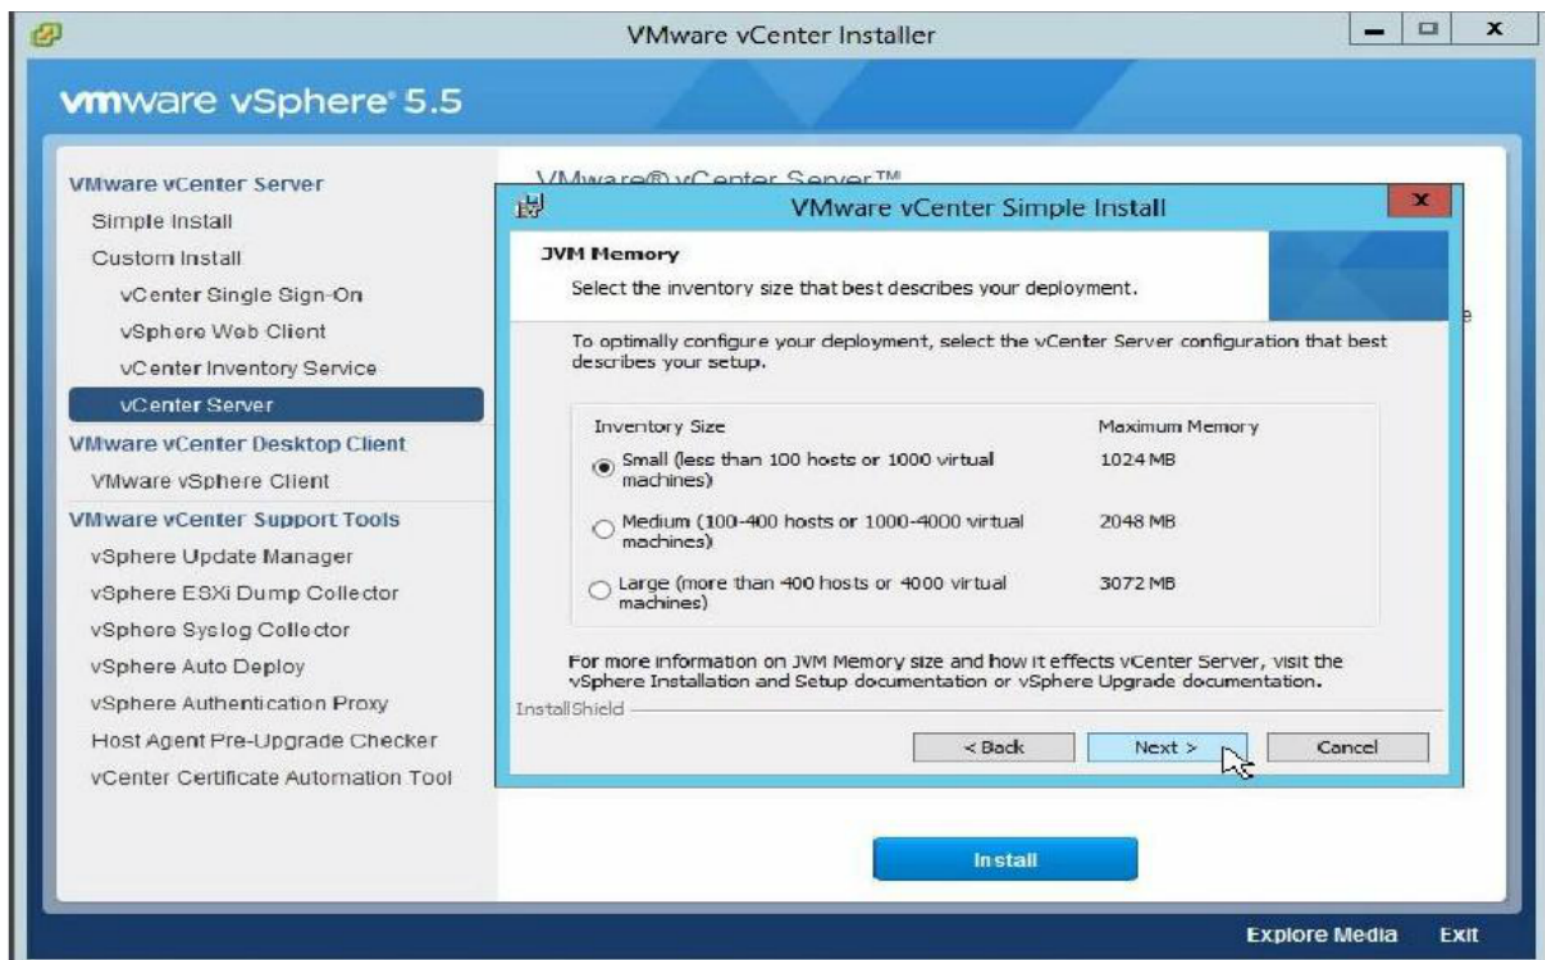 VMware vCenter Installer
vmware vSphere® 5.5
VMware vCenter Server
Simple Install
Custom Install
vCenter Single Sign-On
vSphere Web Client
vCenter Inventory Service
vCenter Server
VMware vCenter Desktop Client
VMware vSphere Client
VMware vCenter Support Tools
vSphere Update Manager
vSphere ESXi Dump Collector
vSphere Syslog Collector
vSphere Auto Deploy
vSphere Authentication Proxy
Host Agent Pre-Upgrade Checker
vCenter Certificate Automation Tool
VMware® vCenter Server™
VMware vCenter Simple Install
JVM Memory
Select the inventory size that best describes your deployment.
To optimally configure your deployment, select the vCenter Server configuration that best
describes your setup.
Inventory Size Maximum Memory
Small (less than 100 hosts or 1000 virtual 1024 MB
machines)
Medium (100-400 hosts or 1000-4000 virtual 2048 MB
machines)
Large (more than 400 hosts or 4000 virtual 3072 MB
machines)
For more information on JVM Memory size and how it effects vCenter Server, visit the
vSphere Installation and Setup documentation or vSphere Upgrade documentation.
InstallShield
< Back Next > Cancel
Install
Explore Media Exit